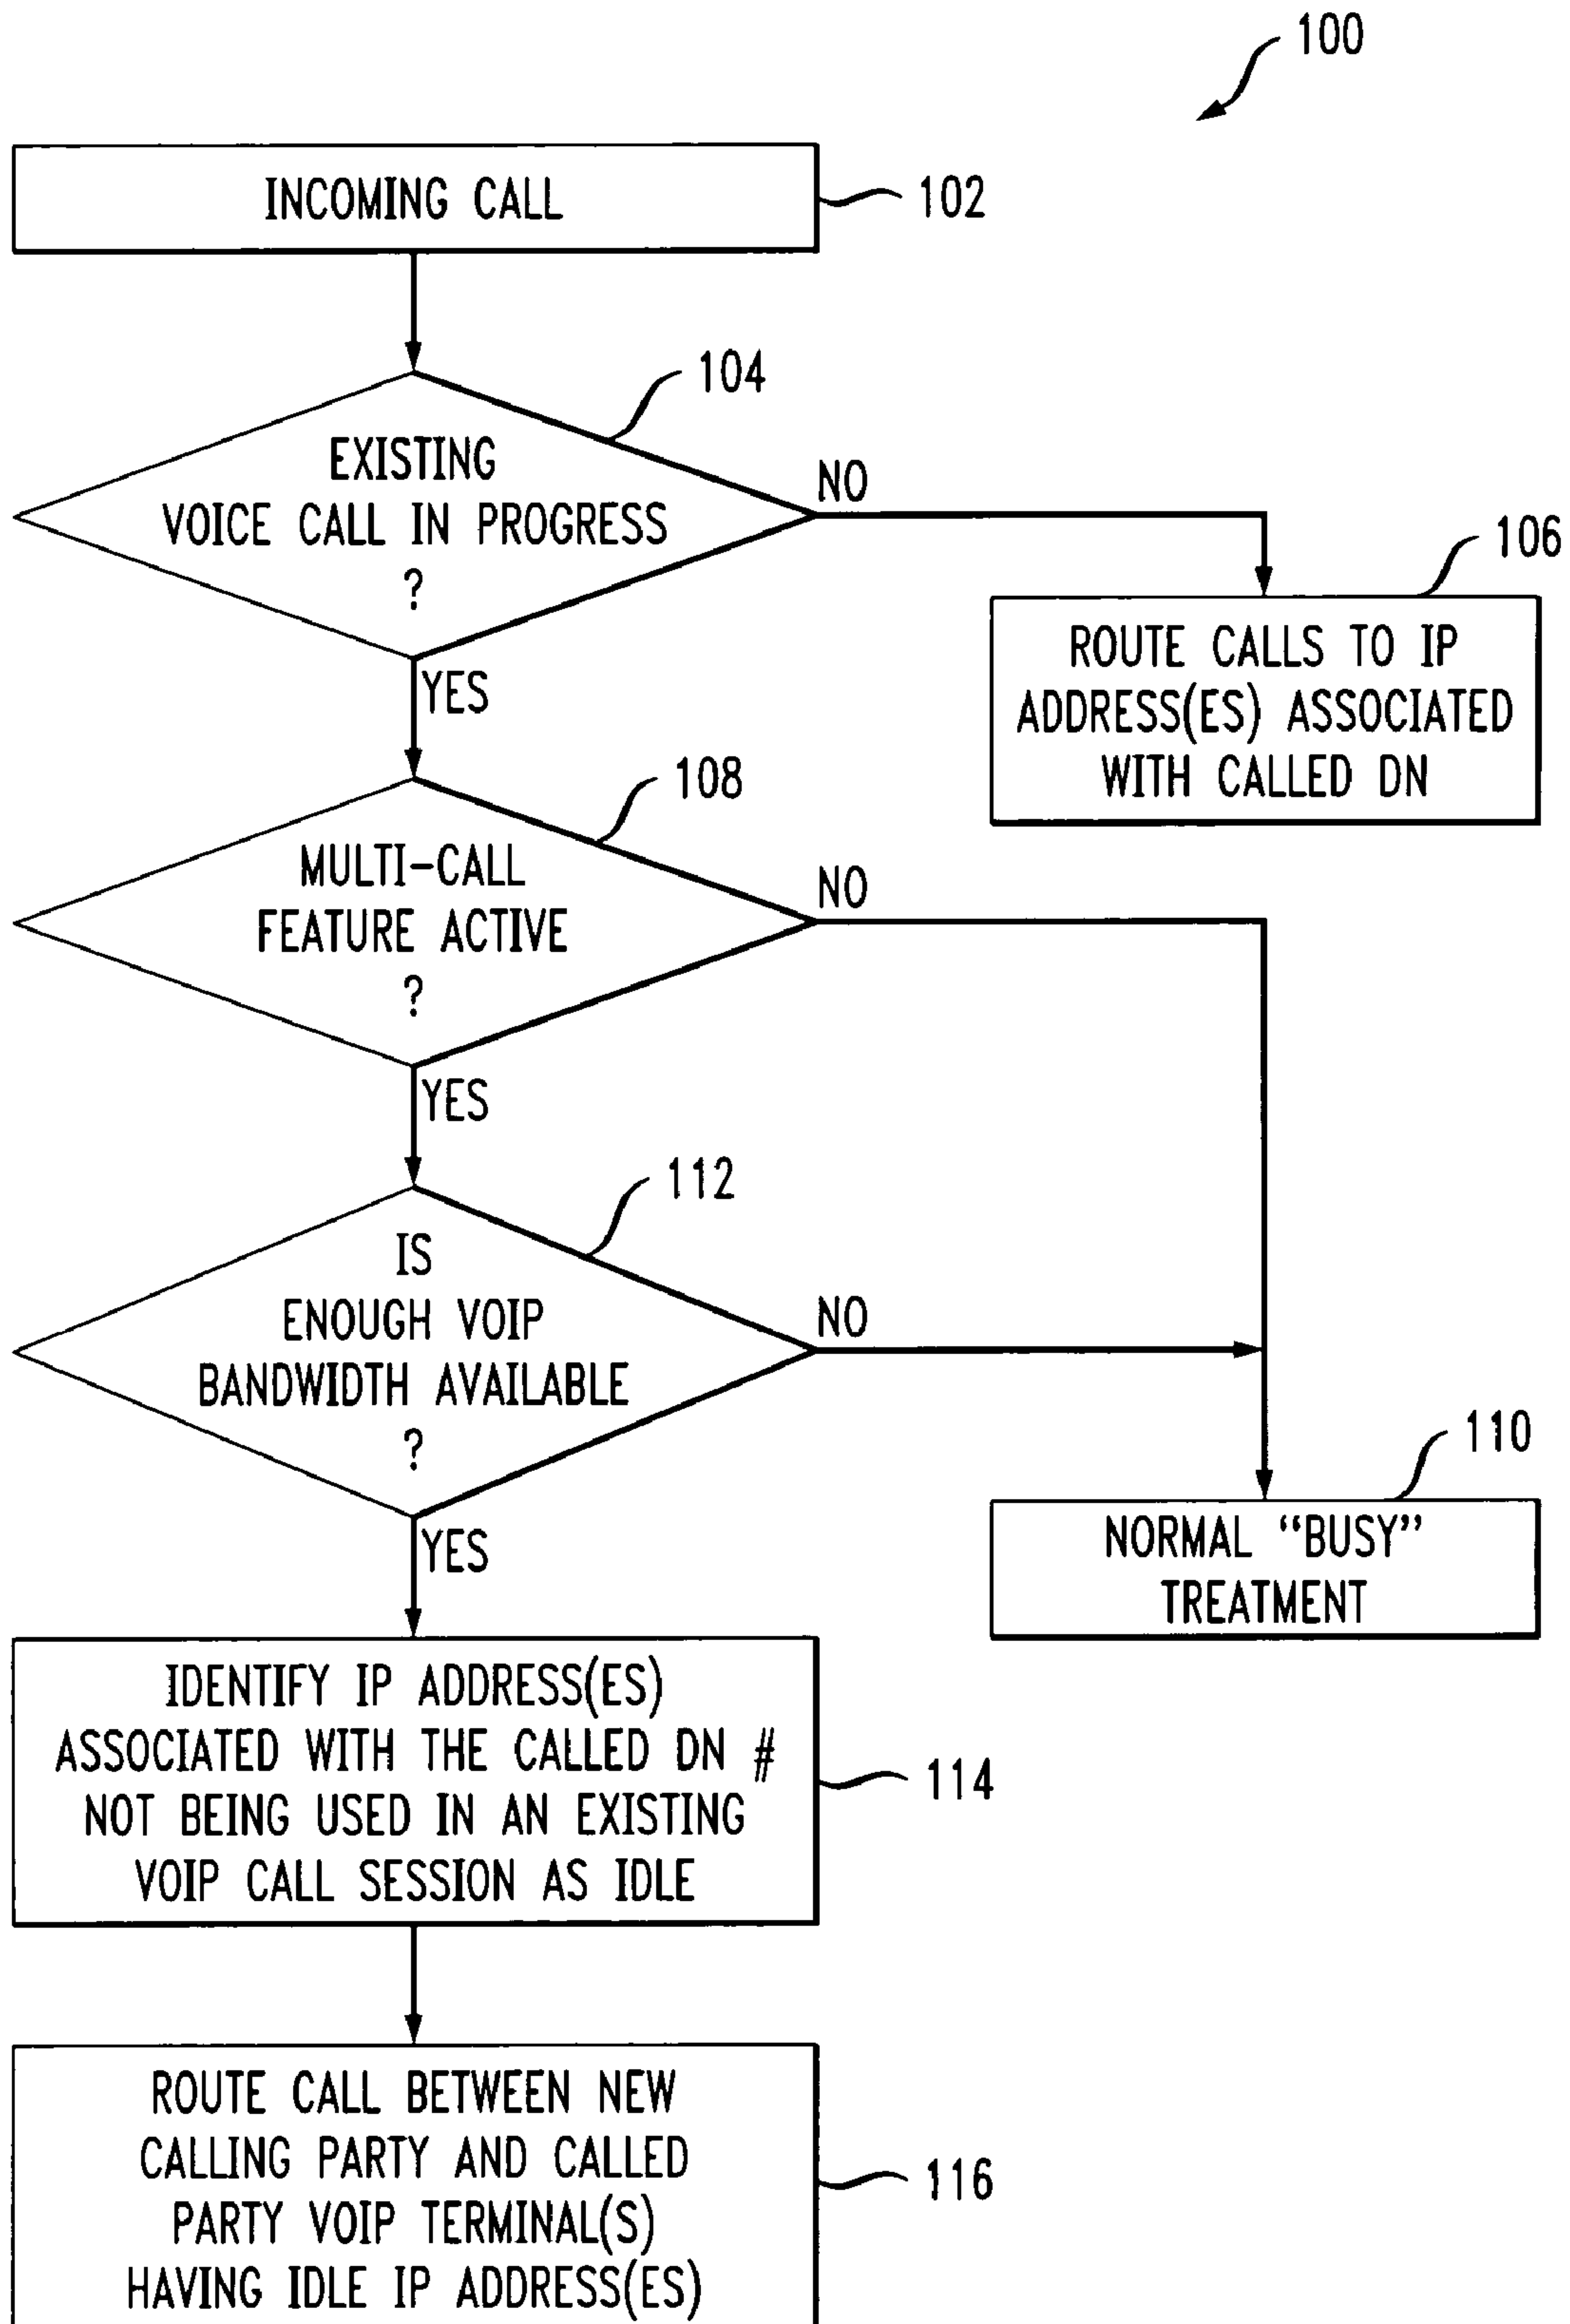 100
INCOMING CALL
102
104
EXISTING
VOICE CALL IN PROGRESS
?
NO
YES
106
ROUTE CALLS TO IP
ADDRESS(ES) ASSOCIATED
WITH CALLED DN
108
MULTI-CALL
FEATURE ACTIVE
?
NO
YES
112
IS
ENOUGH VOIP
BANDWIDTH AVAILABLE
?
NO
YES
110
NORMAL “BUSY”
TREATMENT
IDENTIFY IP ADDRESS(ES)
ASSOCIATED WITH THE CALLED DN #
NOT BEING USED IN AN EXISTING
VOIP CALL SESSION AS IDLE
114
ROUTE CALL BETWEEN NEW
CALLING PARTY AND CALLED
PARTY VOIP TERMINAL(S)
HAVING IDLE IP ADDRESS(ES)
116